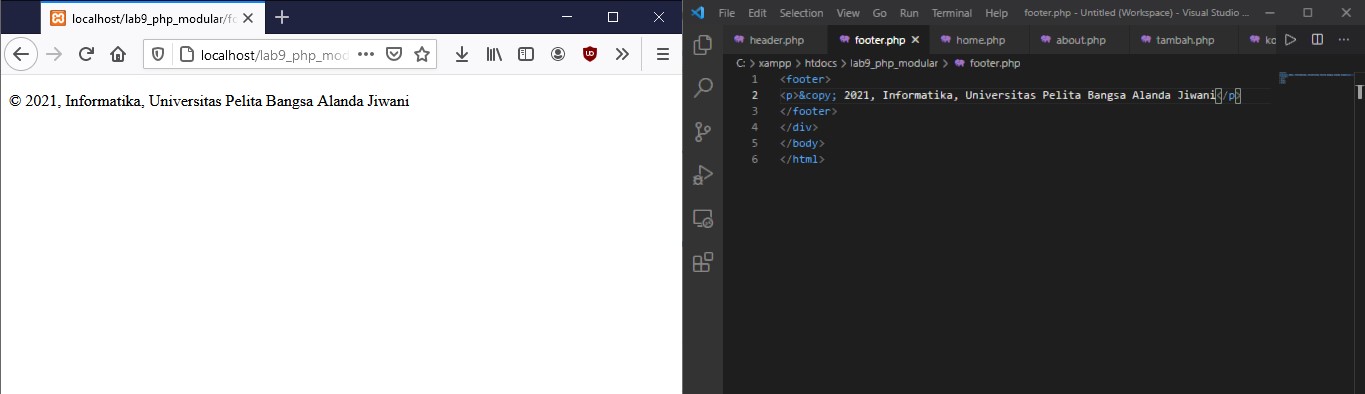 localhost/lab9_php_modular/fo
localhost/lab9_php_mod
© 2021, Informatika, Universitas Pelita Bangsa Alanda Jiwani
File Edit Selection View Go Run Terminal Help footer.php - Untitled (Workspace) - Visual Studio ...
header.php footer.php home.php about.php tambah.php ko
C: > xampp > htdocs > lab9_php_modular > footer.php
1 <footer>
2 <p>&copy; 2021, Informatika, Universitas Pelita Bangsa Alanda Jiwani</p>
3 </footer>
4 </div>
5 </body>
6 </html>